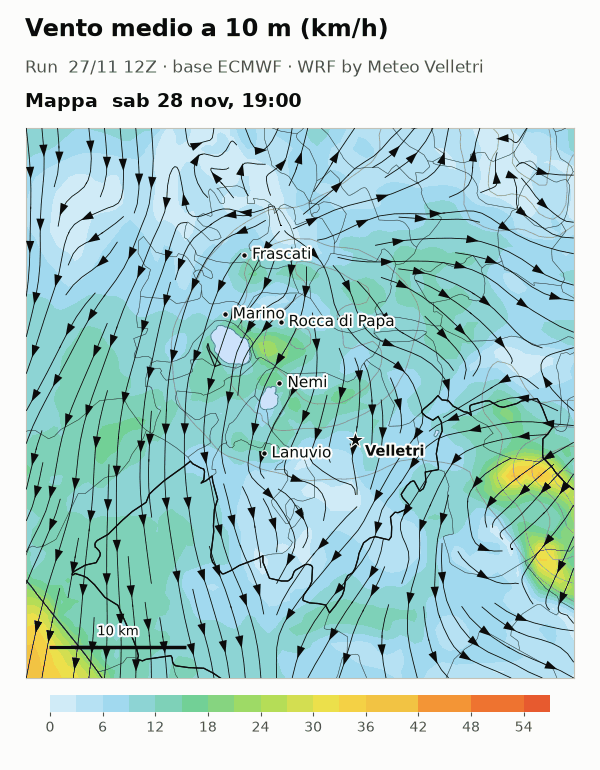 Vento medio a 10 m (km/h)
Run  27/11 12Z · base ECMWF · WRF by Meteo Velletri
Mappa  sab 28 nov, 19:00
Frascati
Marino
Rocca di Papa
Nemi
Velletri
Lanuvio
10 km
0 6 12 18 24 30 36 42 48 54